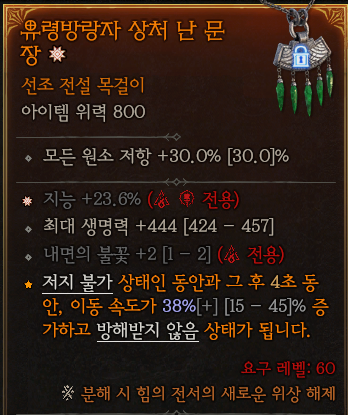 유령방랑자 상처 난 문
장
선조 전설 목걸이
아이템 위력 800
모든 원소 저항 +30.0% [30.0]%
지능 +23.6% ( 전용)
최대 생명력 +444 [424 - 457]
내면의 불꽃 +2 [1 - 2] ( 전용)
저지 불가 상태인 동안과 그 후 4초 동
안, 이동 속도가 38%[+] [15 - 45]% 증
가하고 방해받지 않음 상태가 됩니다.
요구 레벨: 60
※ 분해 시 힘의 전서의 새로운 위상 해제